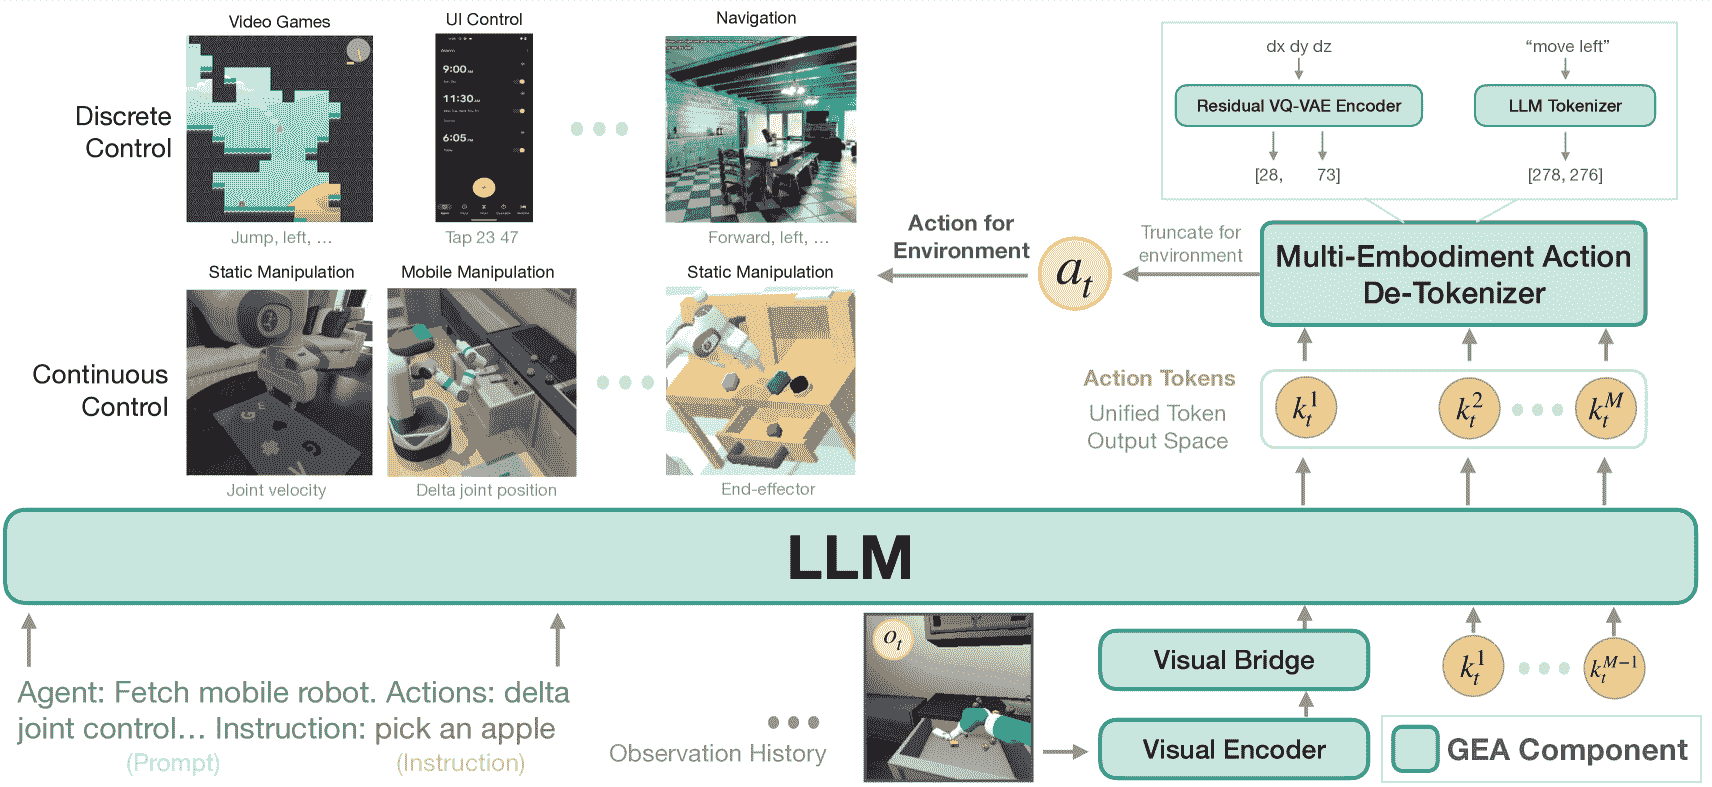 Video Games
UI Control
Navigation
Discrete
Control
9:00 AM
11:30 AM
6:05 AM
Jump, left, …
Tap 23 47
Forward, left, …
Static Manipulation
Mobile Manipulation
Static Manipulation
Continuous
Control
Joint velocity
Delta joint position
End-effector
dx dy dz
"move left"
Residual VQ-VAE Encoder
LLM Tokenizer
[28, 73]
[278, 276]
Action for
Environment
a_t
Truncate for
environment
Multi-Embodiment Action
De-Tokenizer
Action Tokens
Unified Token
Output Space
k_t^1
k_t^2
k_t^M
LLM
Agent: Fetch mobile robot. Actions: delta
joint control… Instruction: pick an apple
(Prompt)
(Instruction)
Observation History
o_t
Visual Bridge
Visual Encoder
k_t^1
k_t^{M-1}
GEA Component